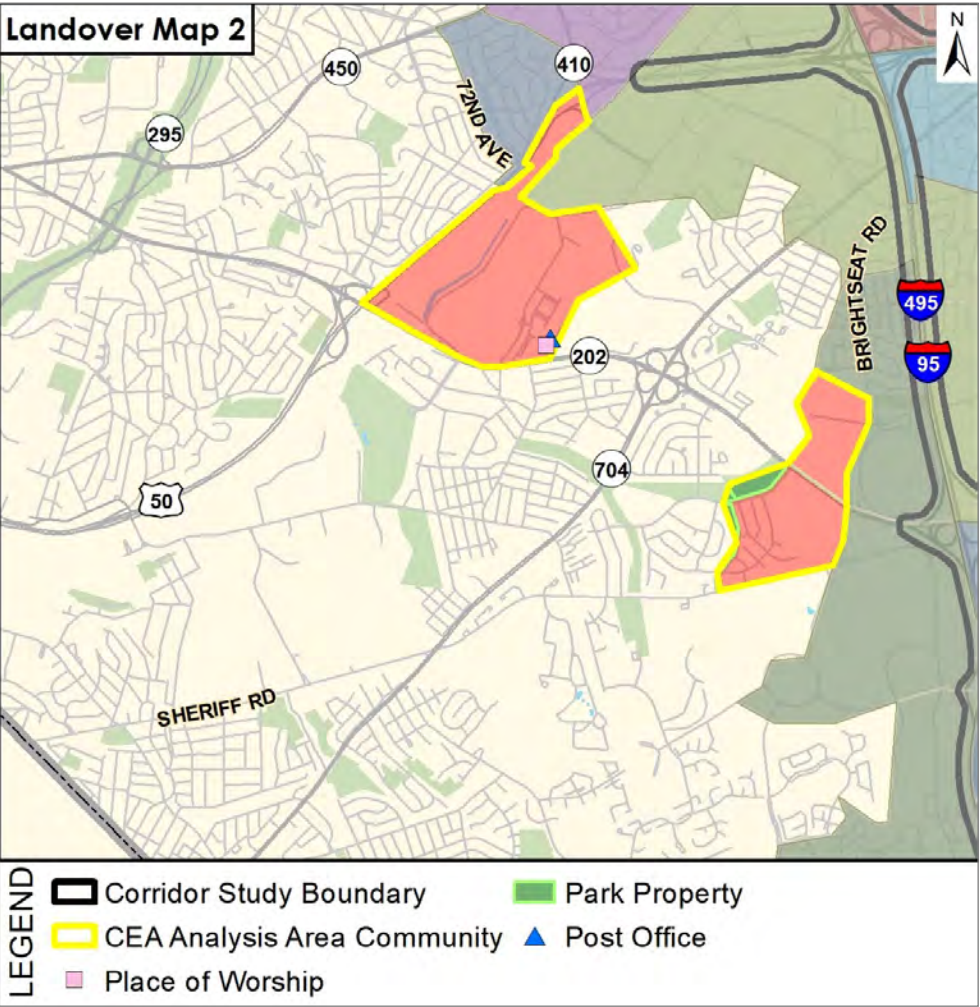 Landover Map 2
N
450
410
72ND AVE
295
BRIGHTSEAT RD
495
95
202
704
50
SHERIFF RD
LEGEND
Corridor Study Boundary
Park Property
CEA Analysis Area Community
Post Office
Place of Worship